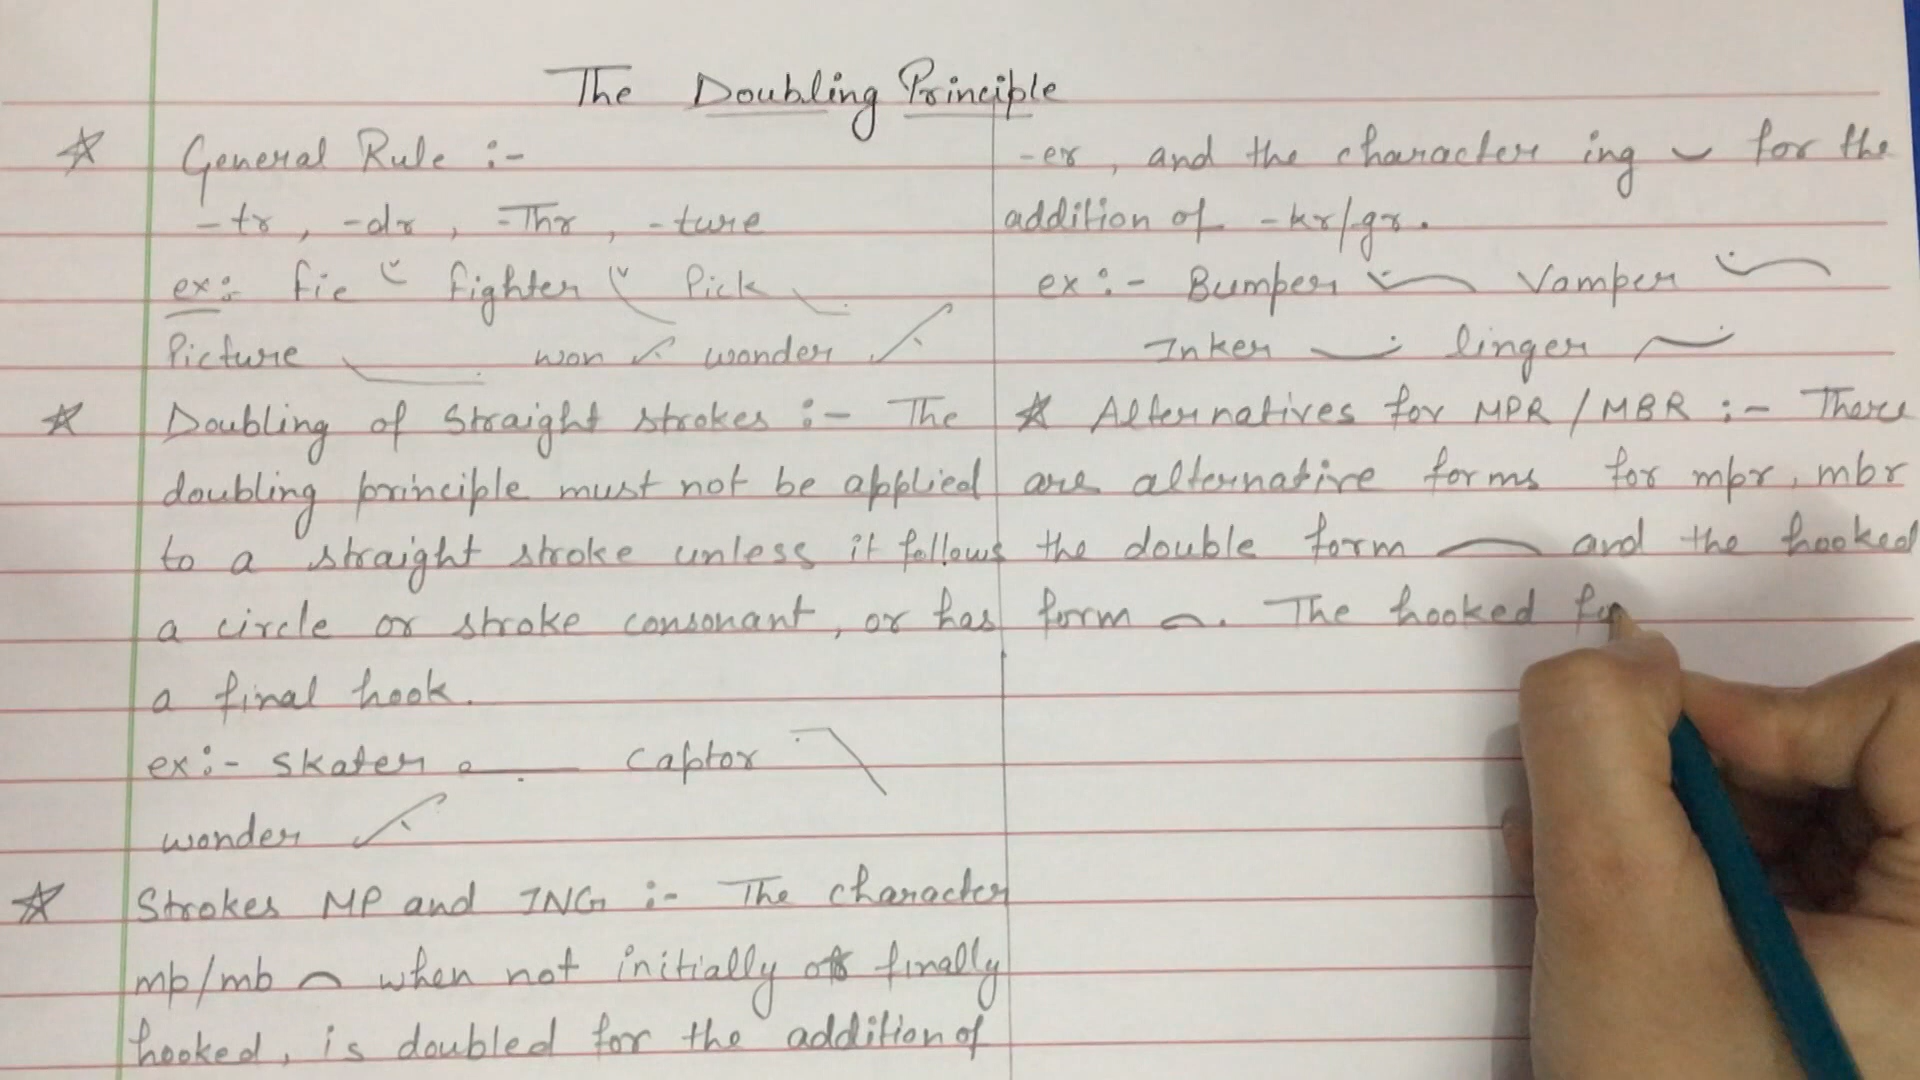 The Doubling Principle
☆ General Rule :-
-tr, -dr, -Thr, -ture
ex:- fie fighter Pick
Picture won wonder
☆ Doubling of Straight strokes :- The
doubling principle must not be applied
to a straight stroke unless it follows
a circle or stroke consonant, or has
a final hook.
ex:- skater captor
wonder
☆ Strokes MP and ING :- The character
mp/mb when not initially or finally
hooked, is doubled for the addition of
-er, and the character ing for the
addition of -kr/gr.
ex:- Bumper Vamper
Inker linger
☆ Alternatives for MPR/MBR :- There
are alternative forms for mpr, mbr
the double form and the hooked
form . The hooked